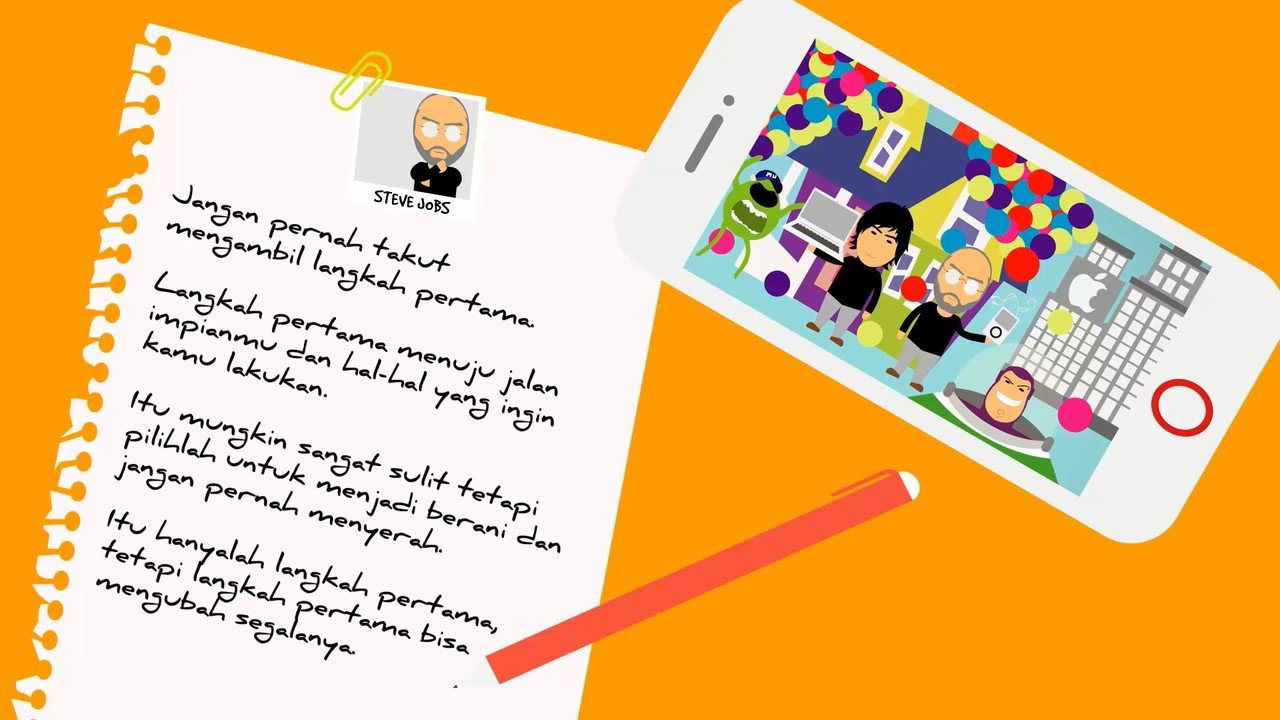 STEVE JOBS
Jangan pernah takut
mengambil langkah pertama.
Langkah pertama menuju jalan
impianmu dan hal-hal yang ingin
kamu lakukan.
Itu mungkin sangat sulit tetapi
pilihlah untuk menjadi berani dan
jangan pernah menyerah.
Itu hanyalah langkah pertama,
tetapi langkah pertama bisa
mengubah segalanya.
MU